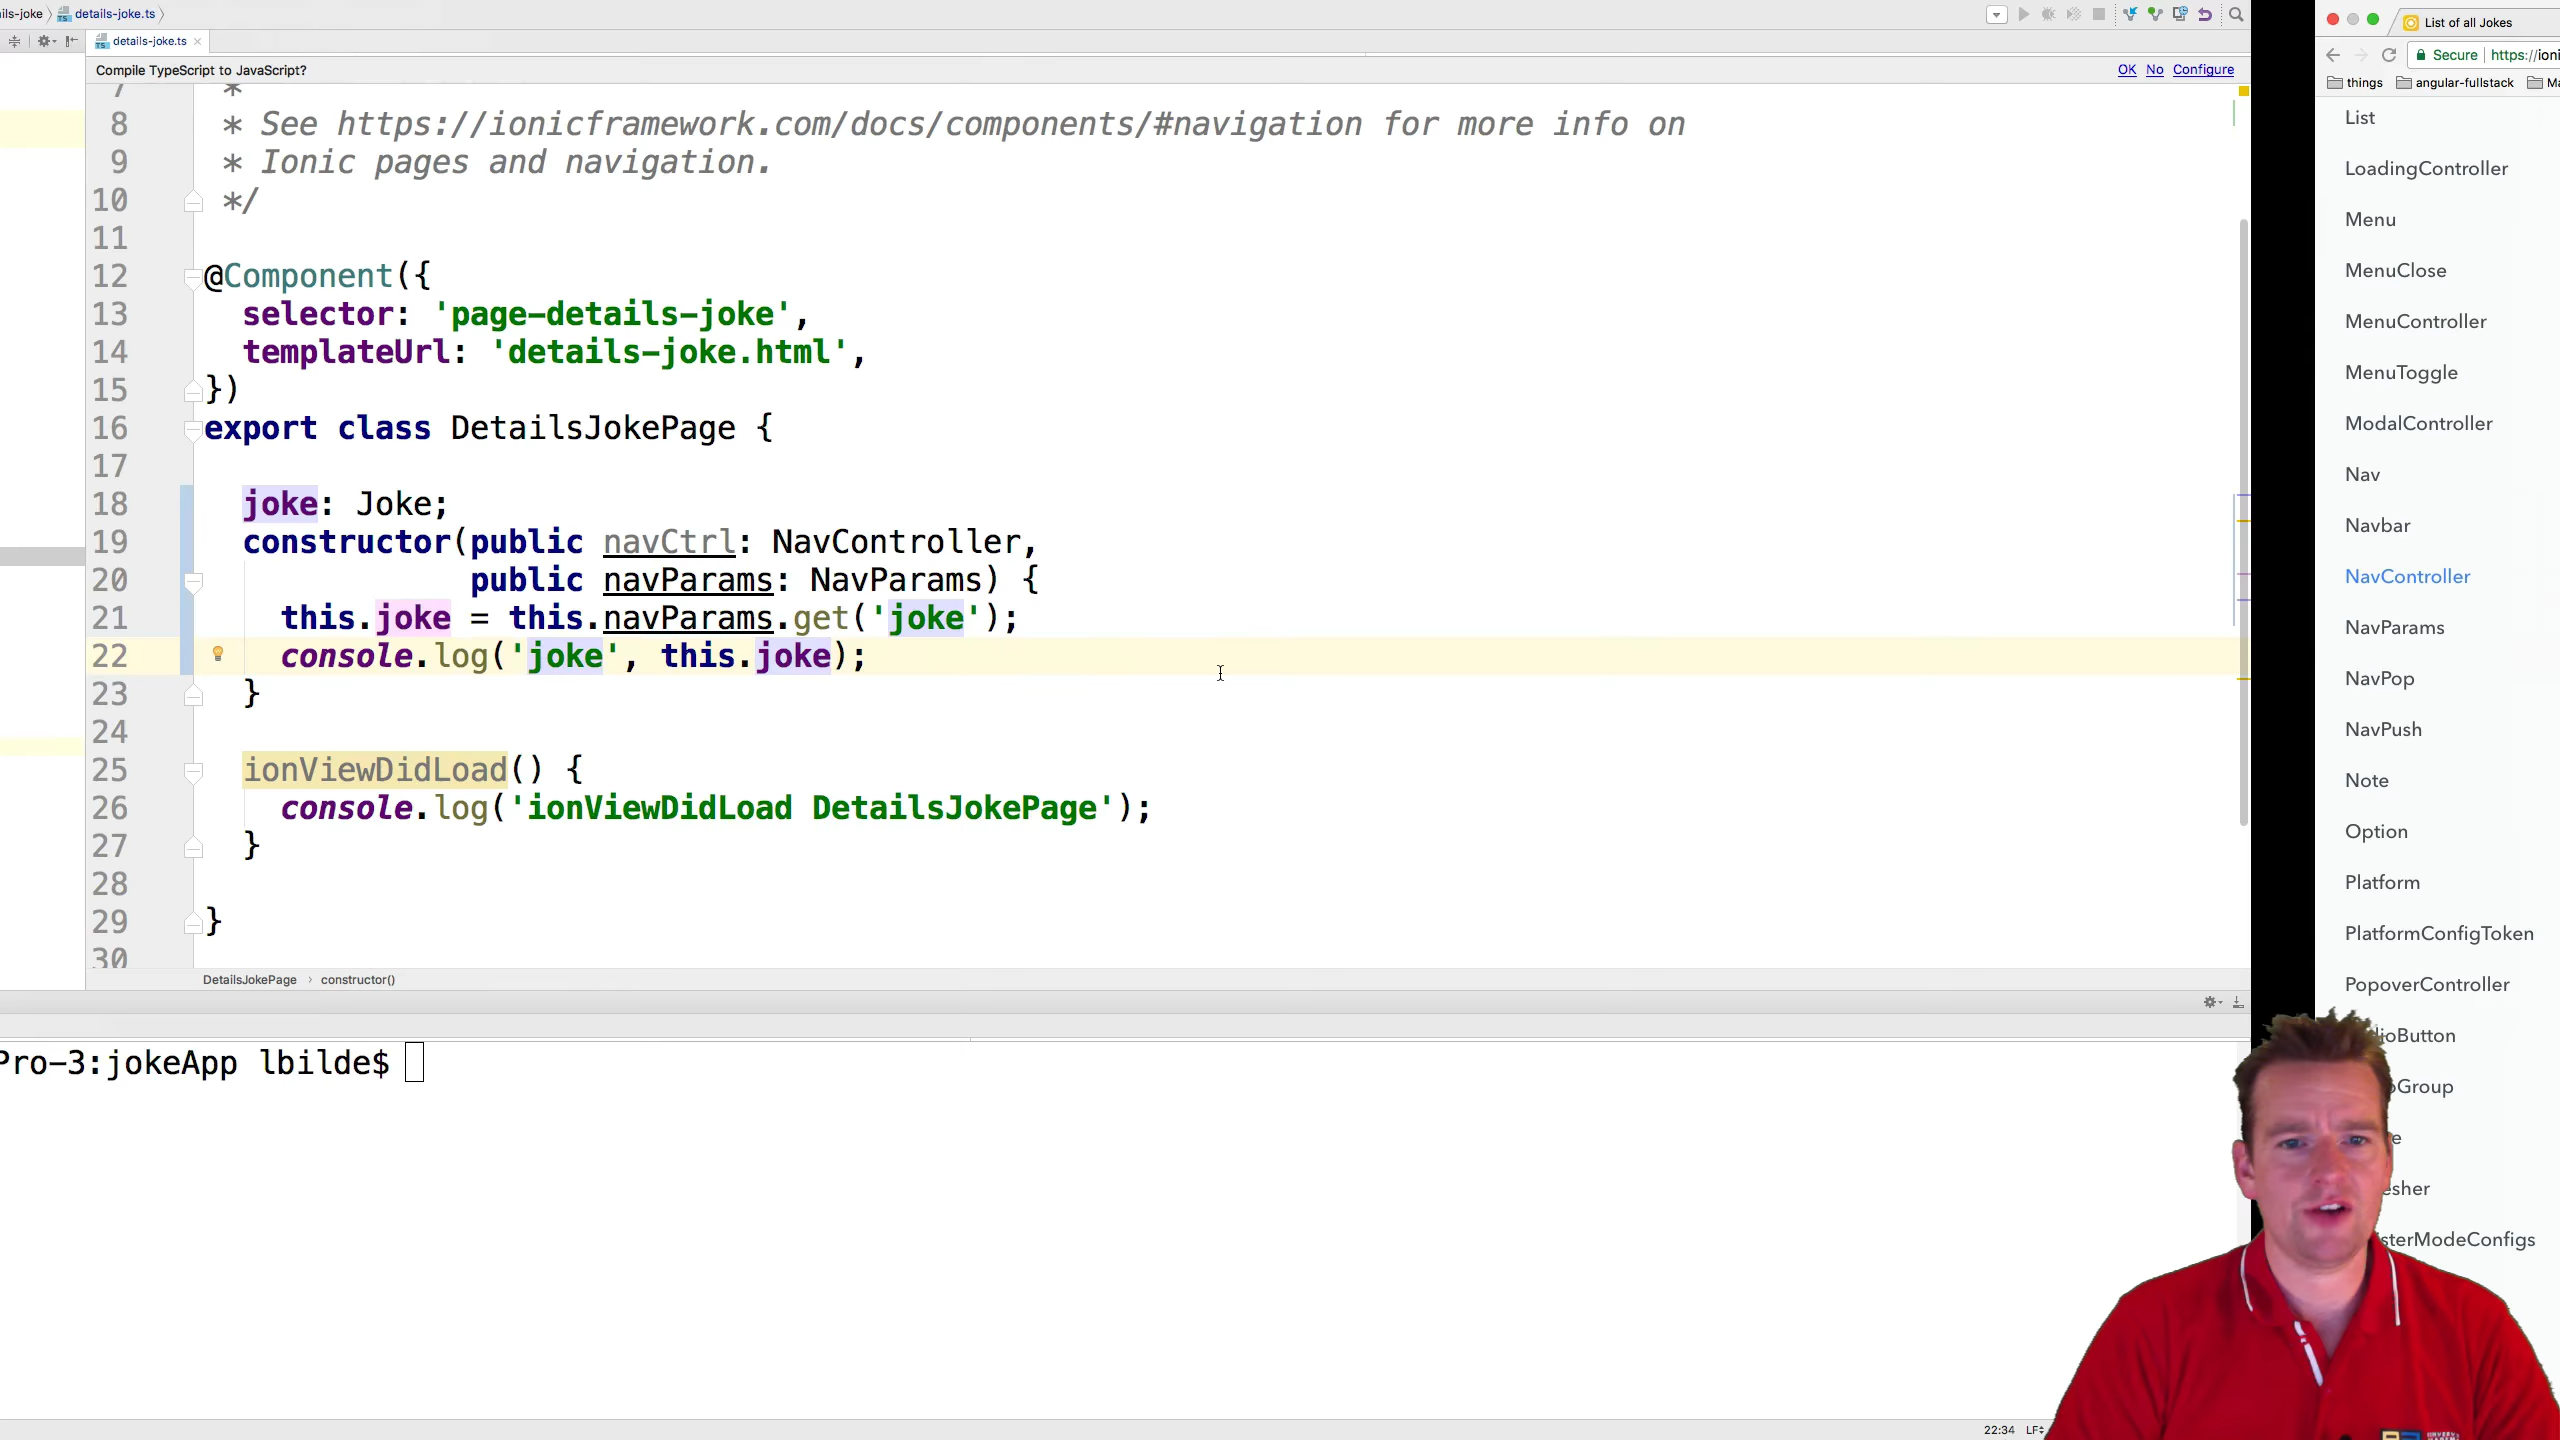 ils-joke details-joke.ts
details-joke.ts
Compile TypeScript to JavaScript?
OK No Configure
7 *
8 * See https://ionicframework.com/docs/components/#navigation for more info on
9 * Ionic pages and navigation.
10 */
11
12 @Component({
13 selector: 'page-details-joke',
14 templateUrl: 'details-joke.html',
15 })
16 export class DetailsJokePage {
17
18 joke: Joke;
19 constructor(public navCtrl: NavController,
20 public navParams: NavParams) {
21 this.joke = this.navParams.get('joke');
22 console.log('joke', this.joke);
23 }
24
25 ionViewDidLoad() {
26 console.log('ionViewDidLoad DetailsJokePage');
27 }
28
29 }
30
DetailsJokePage › constructor()
Pro-3:jokeApp lbilde$
22:34 LF
List of all Jokes
Secure https://ioni
things angular-fullstack Ma
List
LoadingController
Menu
MenuClose
MenuController
MenuToggle
ModalController
Nav
Navbar
NavController
NavParams
NavPop
NavPush
Note
Option
Platform
PlatformConfigToken
PopoverController
ioButton
Group
e
esher
sterModeConfigs